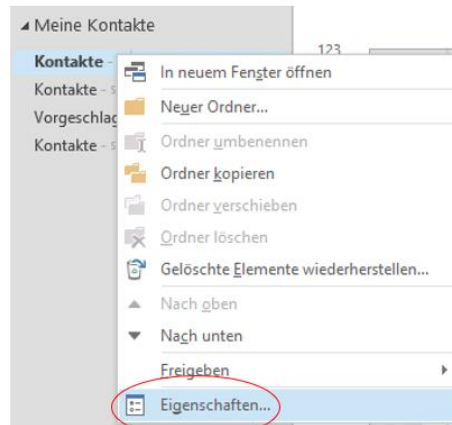 Meine Kontakte
123
Kontakte -
In neuem Fenster öffnen
Kontakte - s
Neuer Ordner...
Vorgeschlag
Ordner umbenennen
Kontakte - s
Ordner kopieren
Ordner verschieben
Ordner löschen
Gelöschte Elemente wiederherstellen...
Nach oben
Nach unten
Freigeben
Eigenschaften...